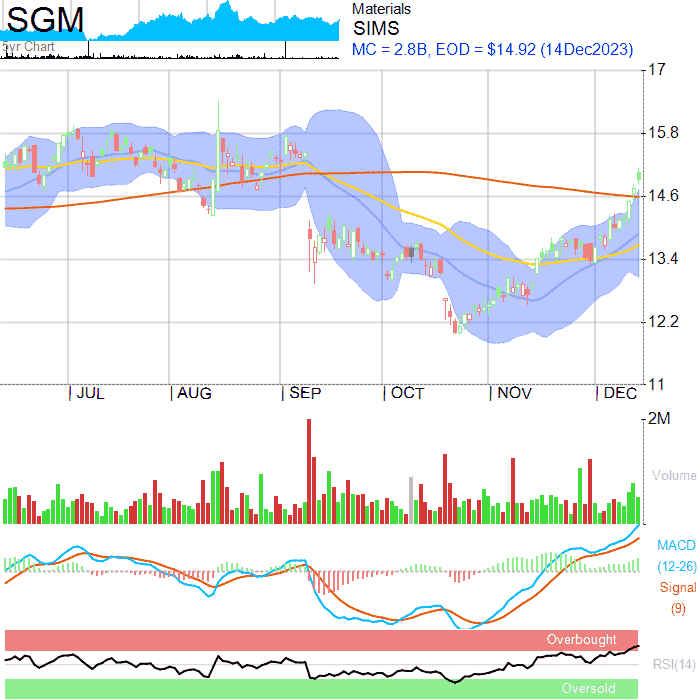 SGM
5yr Chart
Materials
SIMS
MC = 2.8B, EOD = $14.92 (14Dec2023)
17
15.8
14.6
13.4
12.2
11
JUL AUG SEP OCT NOV DEC
2M
Volume
MACD
(12-26)
Signal
(9)
Overbought
RSI(14)
Oversold